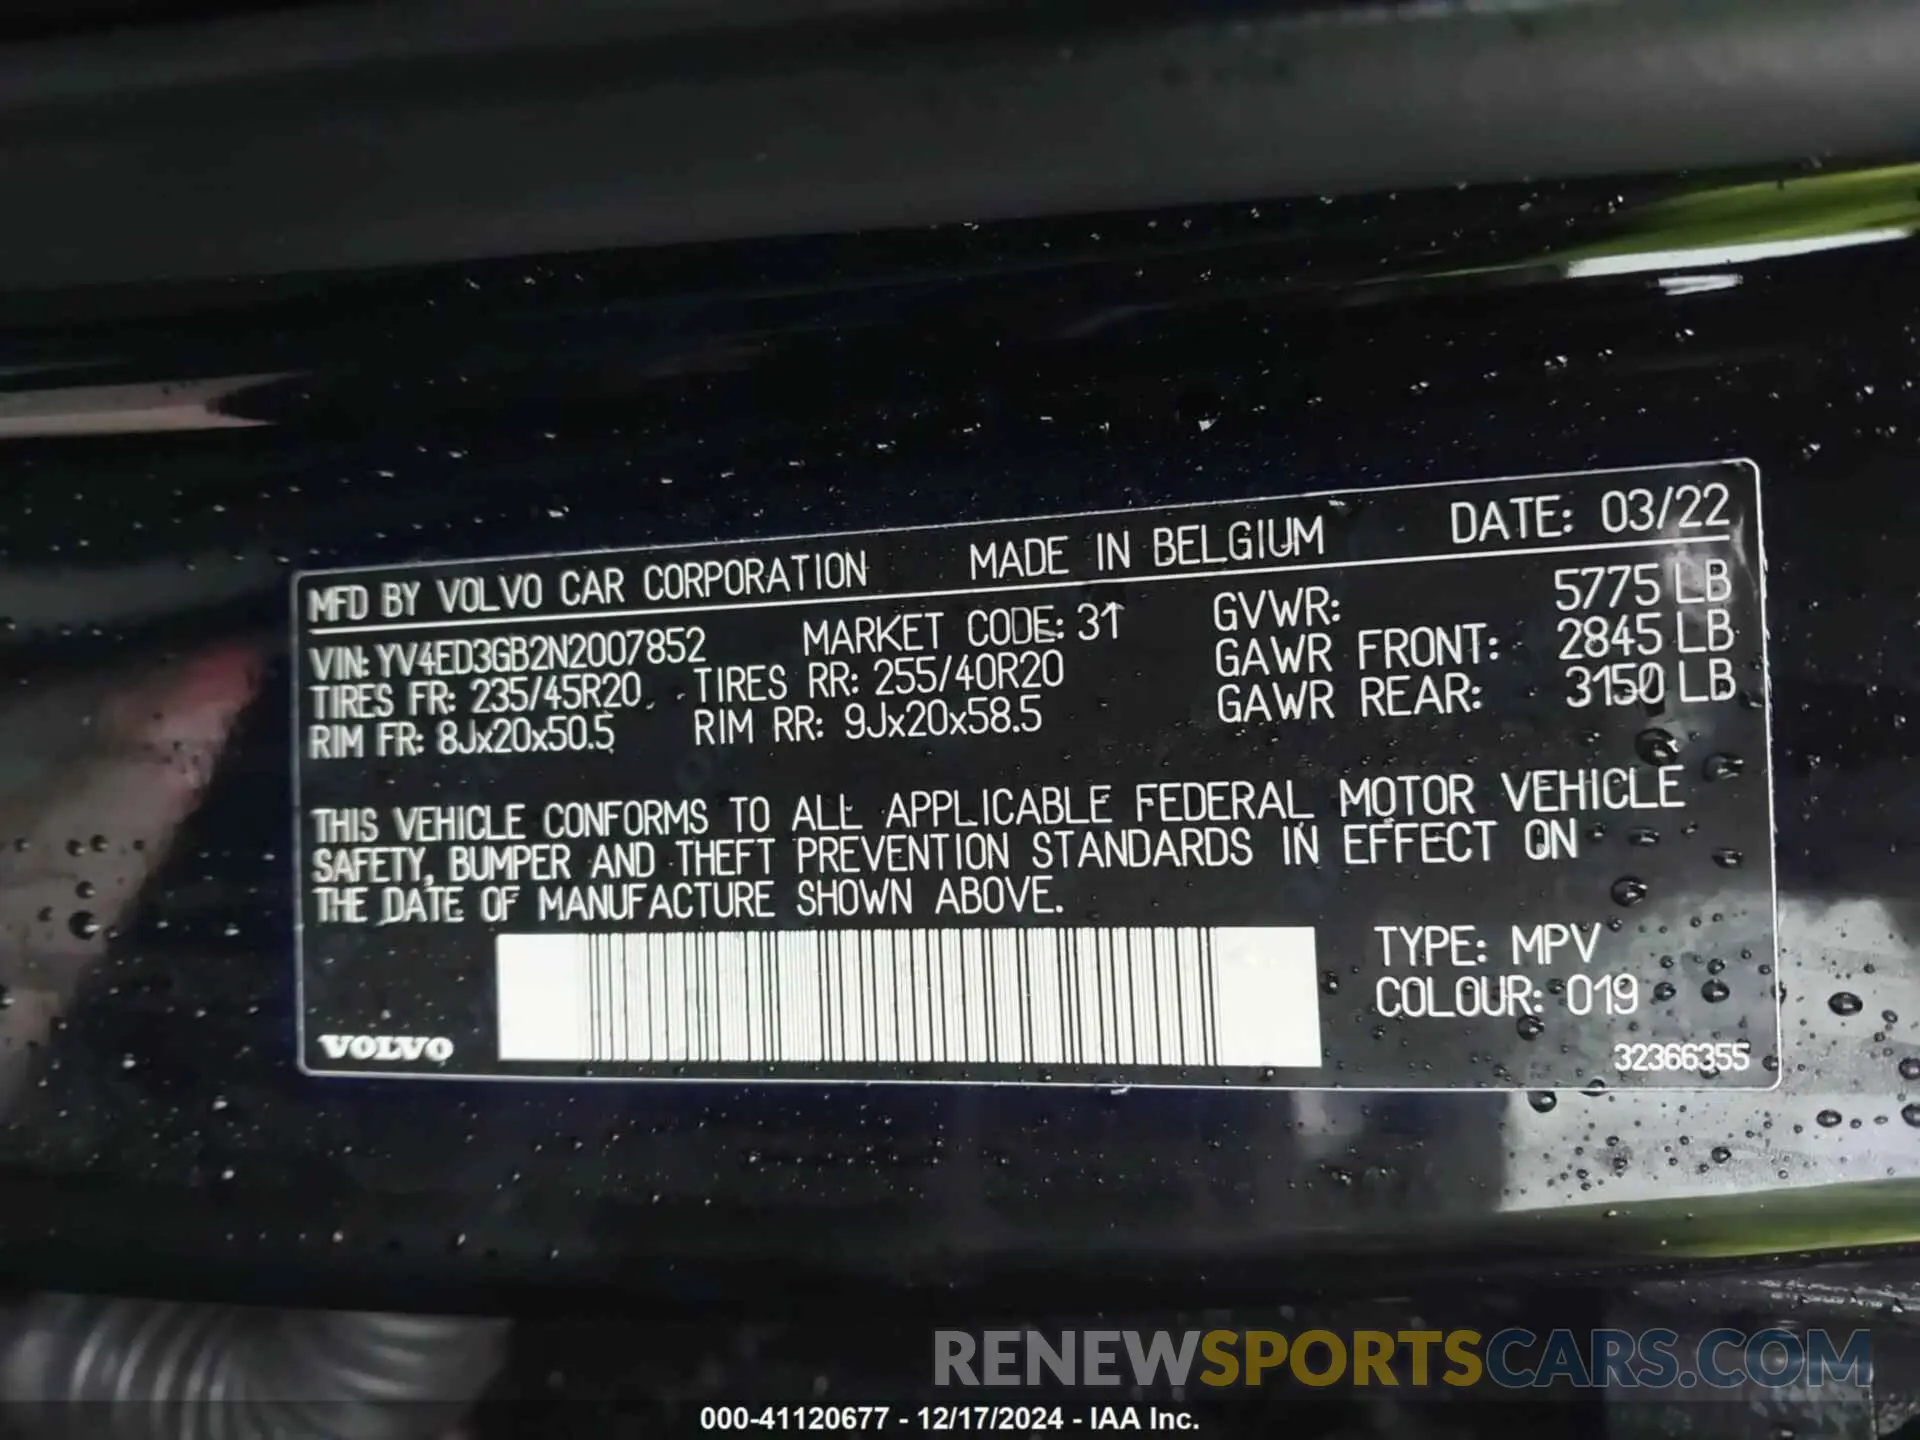 MFD BY VOLVO CAR CORPORATION MADE IN BELGIUM DATE: 03/22
VIN: YV4ED3GB2N2007852 MARKET CODE: 31 GVWR: 5775 LB
TIRES FR: 235/45R20 TIRES RR: 255/40R20 GAWR FRONT: 2845 LB
RIM FR: 8Jx20x50.5 RIM RR: 9Jx20x58.5 GAWR REAR: 3150 LB
THIS VEHICLE CONFORMS TO ALL APPLICABLE FEDERAL MOTOR VEHICLE
SAFETY, BUMPER AND THEFT PREVENTION STANDARDS IN EFFECT ON
THE DATE OF MANUFACTURE SHOWN ABOVE.
TYPE: MPV
COLOUR: 019
VOLVO
32366355
RENEWSPORTSCARS.COM
000-41120677 - 12/17/2024 - IAA Inc.